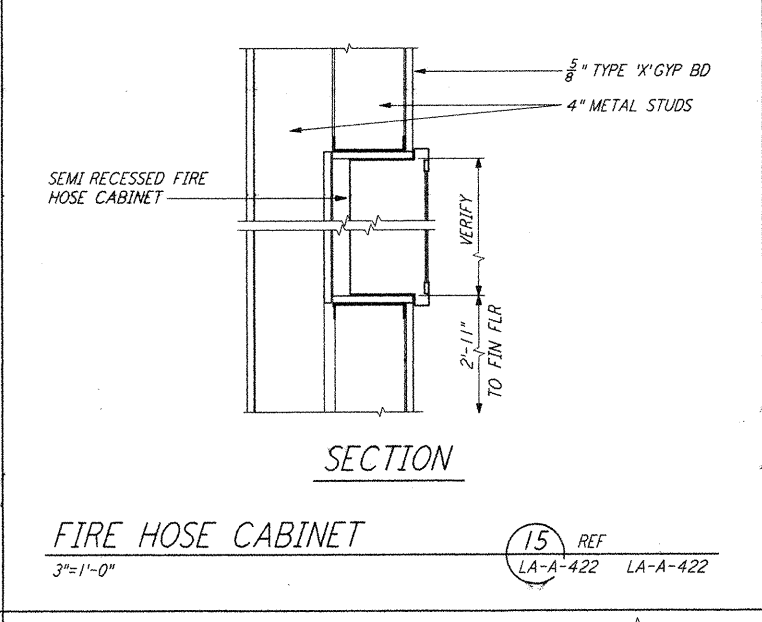 5/8" TYPE 'X' GYP BD
4" METAL STUDS
SEMI RECESSED FIRE
HOSE CABINET
VERIFY
2'-11"
TO FIN FLR
SECTION
FIRE HOSE CABINET
3"=1'-0"
15 REF
LA-A-422 LA-A-422